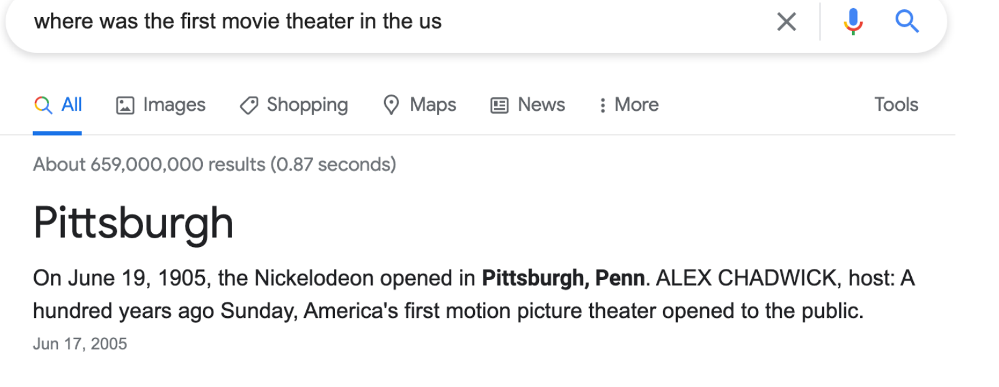 where was the first movie theater in the us
All Images Shopping Maps News More Tools
About 659,000,000 results (0.87 seconds)
Pittsburgh
On June 19, 1905, the Nickelodeon opened in Pittsburgh, Penn. ALEX CHADWICK, host: A
hundred years ago Sunday, America's first motion picture theater opened to the public.
Jun 17, 2005